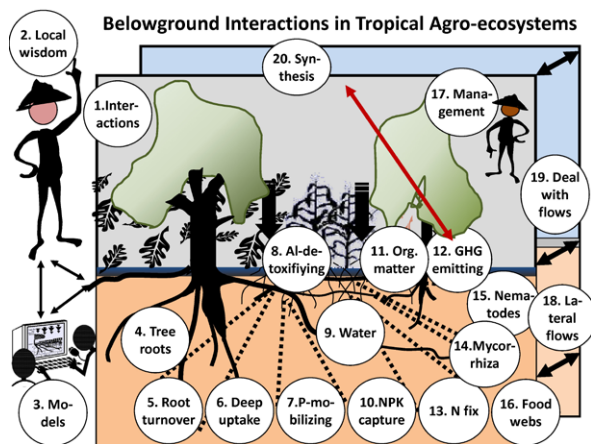 Belowground Interactions in Tropical Agro-ecosystems
2. Local
wisdom
20. Syn-
thesis
17. Manage-
ment
1.Inter-
actions
19. Deal
with
flows
8. Al-de-
toxifiying
11. Org.
matter
12. GHG
emitting
15. Nema-
todes
18. La-
teral
flows
4. Tree
roots
9. Water
14.Mycor-
rhiza
3. Mo-
dels
5. Root
turnover
6. Deep
uptake
7.P-mo-
bilizing
10.NPK
capture
13. N fix
16. Food
webs